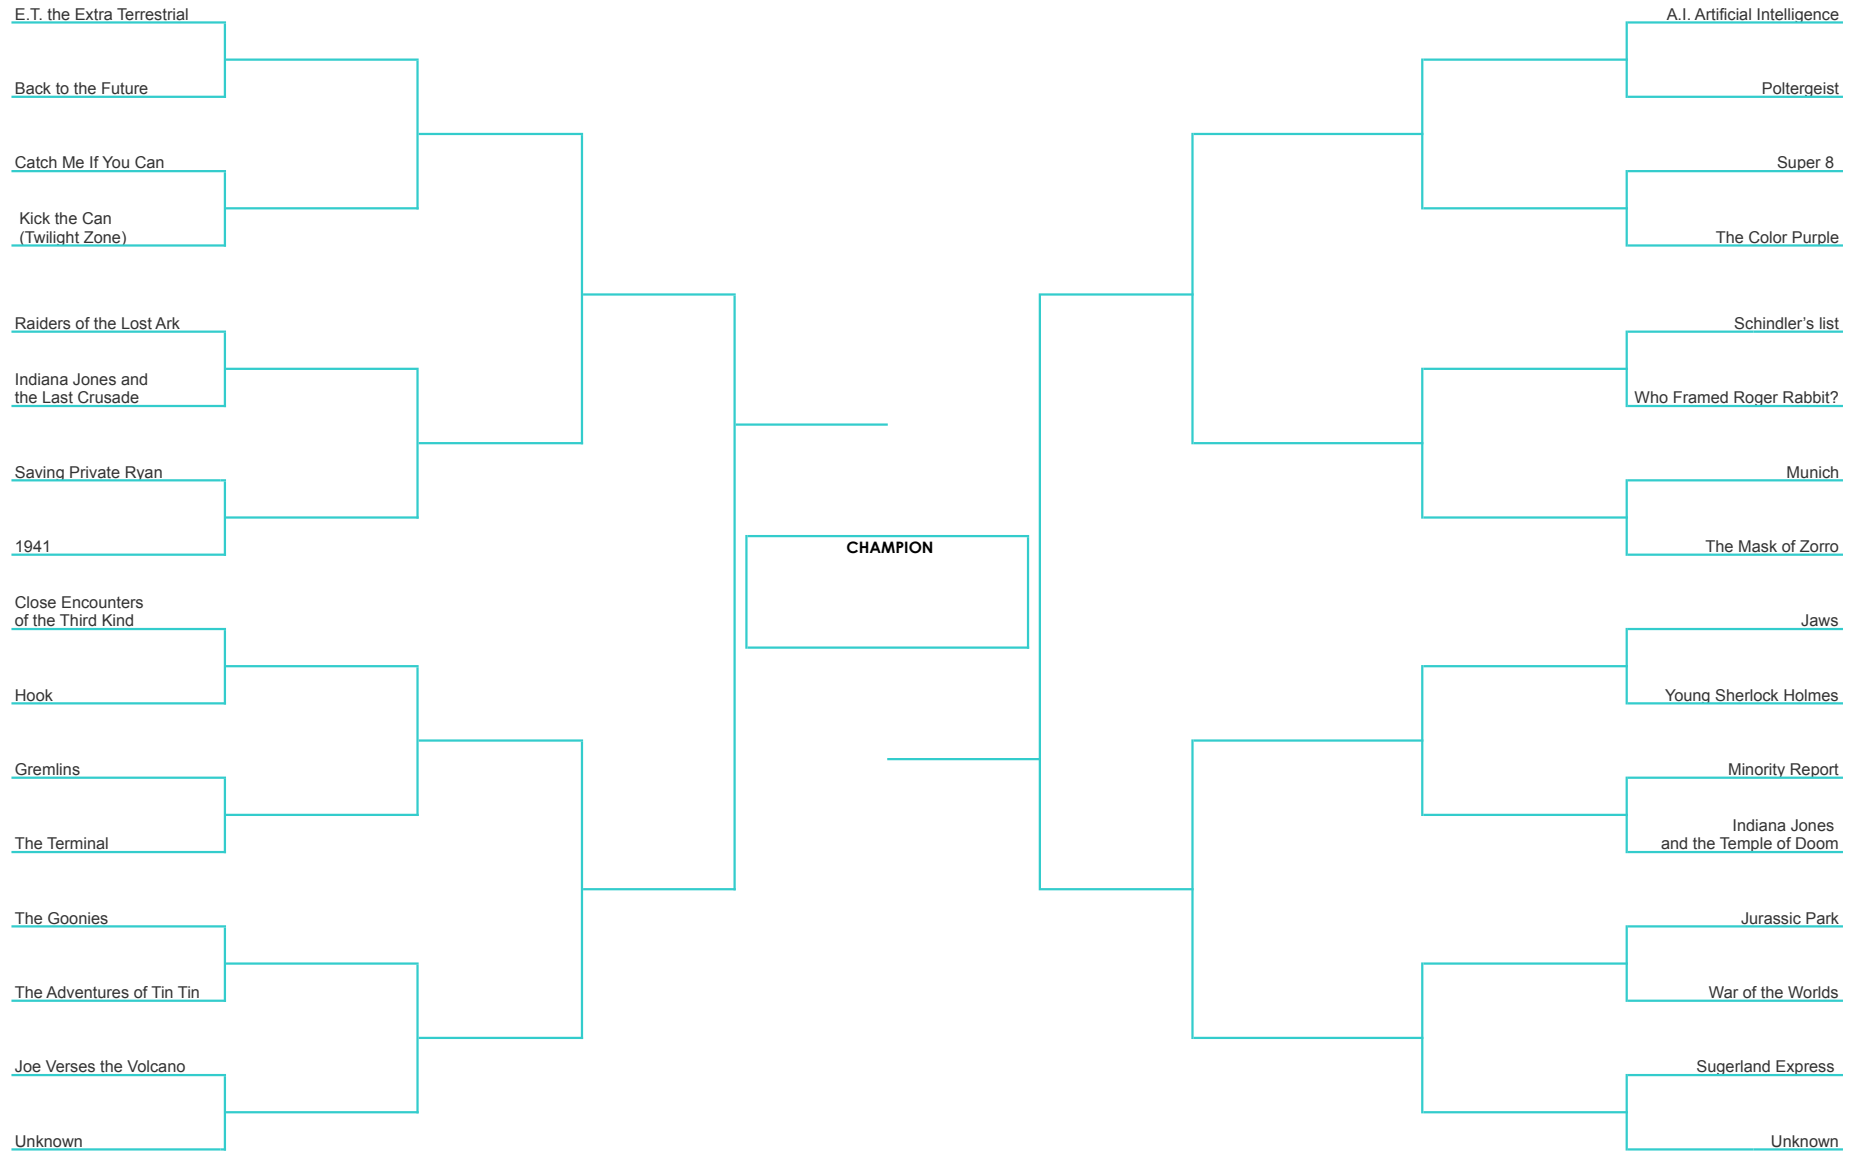 E.T. the Extra Terrestrial
Back to the Future
Catch Me If You Can
Kick the Can
(Twilight Zone)
Raiders of the Lost Ark
Indiana Jones and
the Last Crusade
Saving Private Ryan
1941
Close Encounters
of the Third Kind
Hook
Gremlins
The Terminal
The Goonies
The Adventures of Tin Tin
Joe Verses the Volcano
Unknown
CHAMPION
A.I. Artificial Intelligence
Poltergeist
Super 8
The Color Purple
Schindler’s list
Who Framed Roger Rabbit?
Munich
The Mask of Zorro
Jaws
Young Sherlock Holmes
Minority Report
Indiana Jones
and the Temple of Doom
Jurassic Park
War of the Worlds
Sugerland Express
Unknown